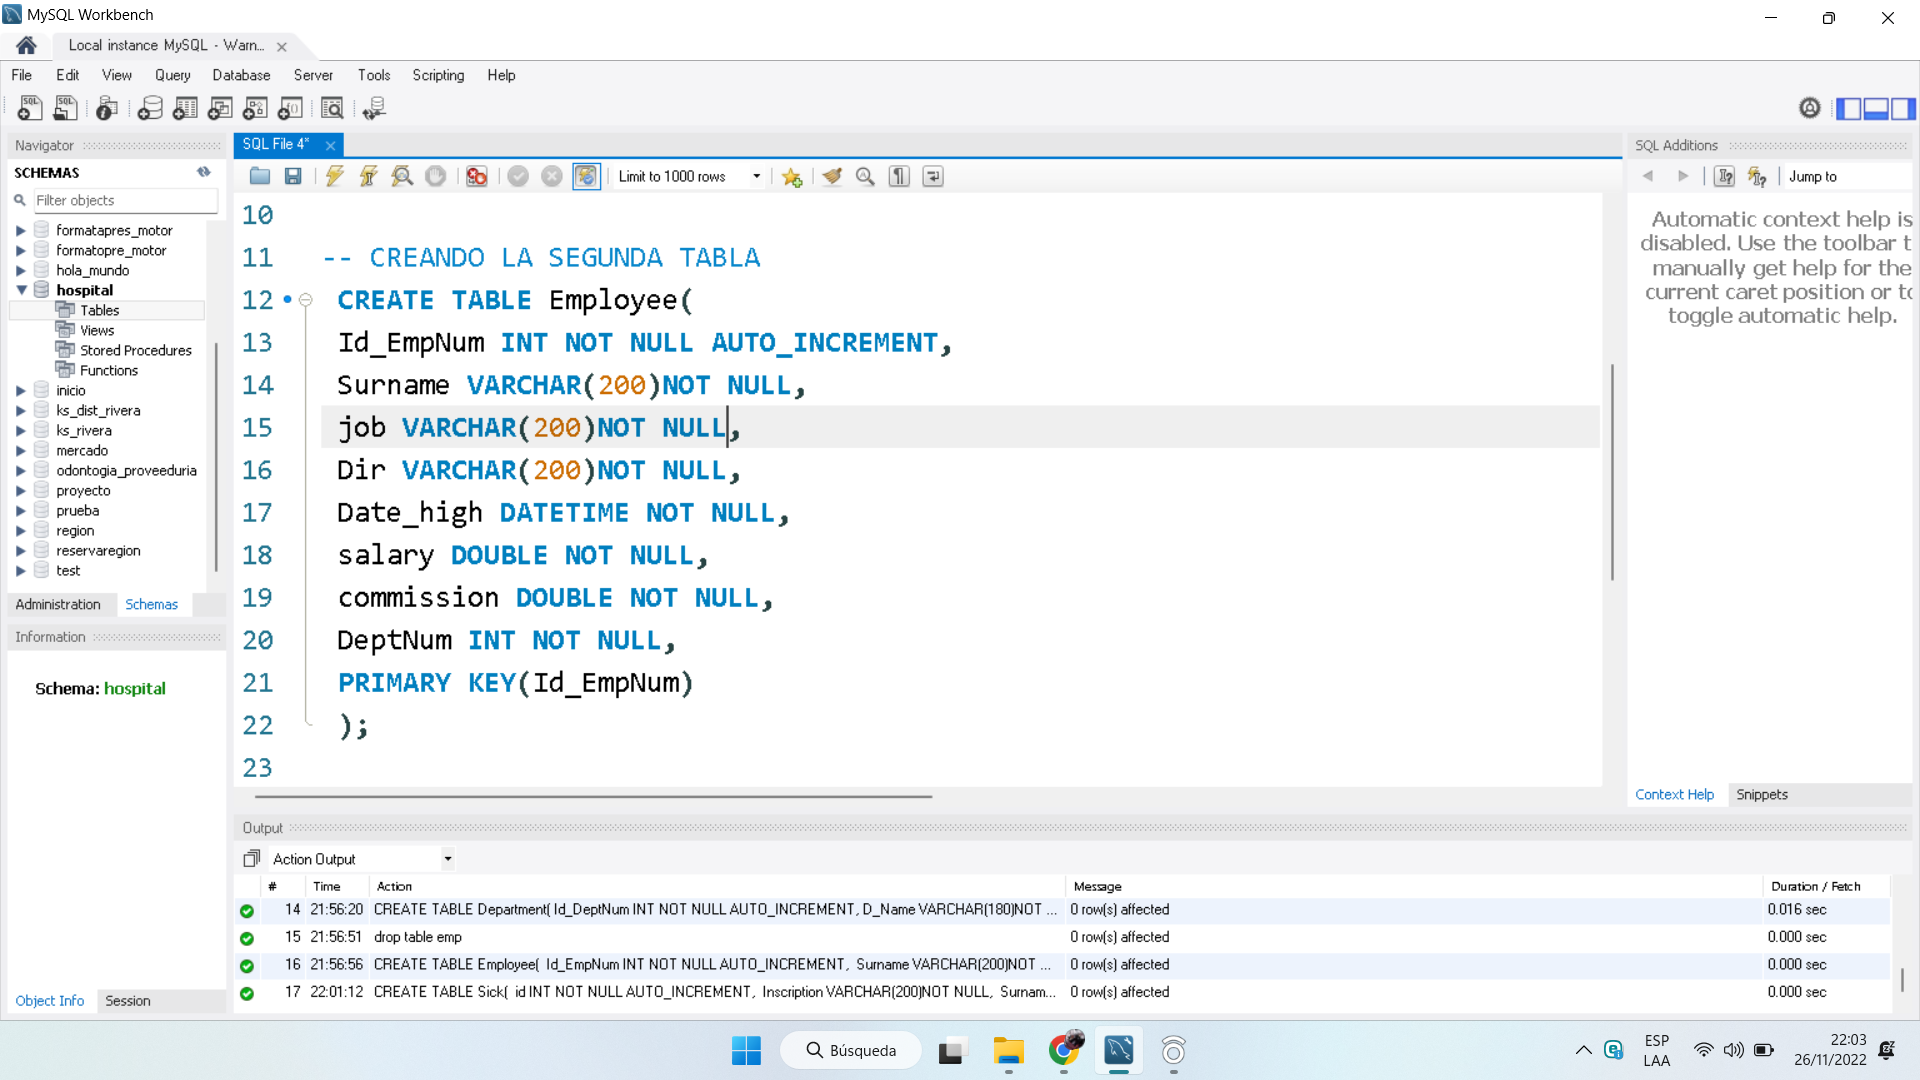 MySQL Workbench
Local instance MySQL - Warn...
File Edit View Query Database Server Tools Scripting Help
Navigator
SCHEMAS
Filter objects
formatapres_motor
formatopre_motor
hola_mundo
hospital
Tables
Views
Stored Procedures
Functions
inicio
ks_dist_rivera
ks_rivera
mercado
odontogia_proveeduria
proyecto
prueba
region
reservaregion
test
Administration Schemas
Information
Schema: hospital
Object Info Session
SQL File 4*
Limit to 1000 rows
10
11 -- CREANDO LA SEGUNDA TABLA
12 CREATE TABLE Employee(
13 Id_EmpNum INT NOT NULL AUTO_INCREMENT,
14 Surname VARCHAR(200)NOT NULL,
15 job VARCHAR(200)NOT NULL,
16 Dir VARCHAR(200)NOT NULL,
17 Date_high DATETIME NOT NULL,
18 salary DOUBLE NOT NULL,
19 commission DOUBLE NOT NULL,
20 DeptNum INT NOT NULL,
21 PRIMARY KEY(Id_EmpNum)
22 );
23
SQL Additions
Jump to
Automatic context help is
disabled. Use the toolbar t
manually get help for the
current caret position or to
toggle automatic help.
Context Help Snippets
Output
Action Output
# Time Action Message Duration / Fetch
14 21:56:20 CREATE TABLE Department( Id_DeptNum INT NOT NULL AUTO_INCREMENT, D_Name VARCHAR(180)NOT ... 0 row(s) affected 0.016 sec
15 21:56:51 drop table emp 0 row(s) affected 0.000 sec
16 21:56:56 CREATE TABLE Employee( Id_EmpNum INT NOT NULL AUTO_INCREMENT, Surname VARCHAR(200)NOT ... 0 row(s) affected 0.000 sec
17 22:01:12 CREATE TABLE Sick( id INT NOT NULL AUTO_INCREMENT, Inscription VARCHAR(200)NOT NULL, Surnam... 0 row(s) affected 0.000 sec
Búsqueda
ESP
LAA
22:03
26/11/2022